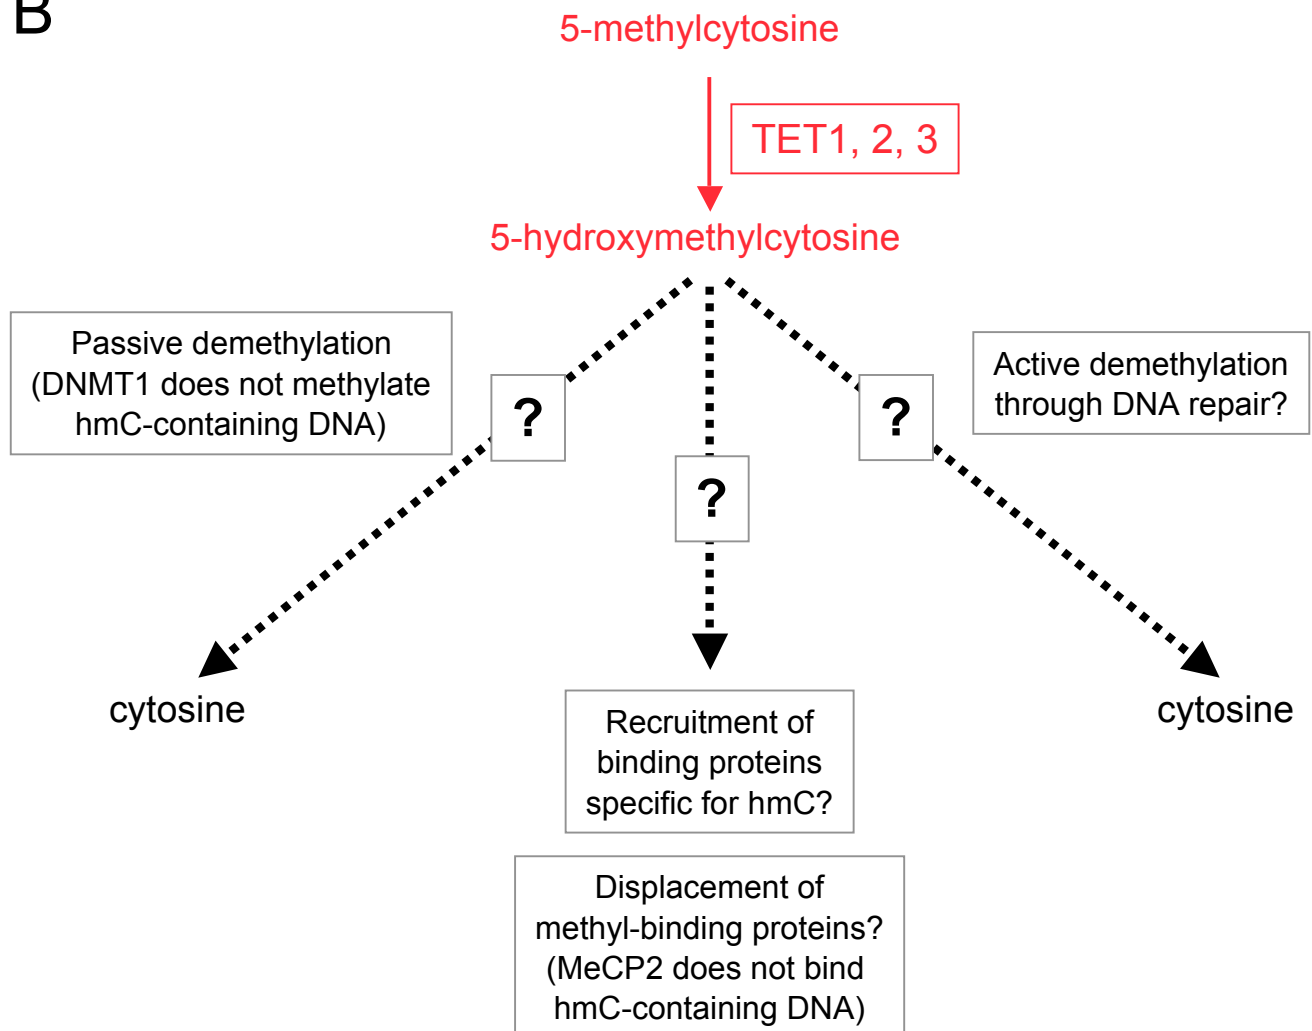 B
5-methylcytosine
TET1, 2, 3
5-hydroxymethylcytosine
Passive demethylation
(DNMT1 does not methylate
hmC-containing DNA)
?
?
?
Active demethylation
through DNA repair?
cytosine
Recruitment of
binding proteins
specific for hmC?
Displacement of
methyl-binding proteins?
(MeCP2 does not bind
hmC-containing DNA)
cytosine